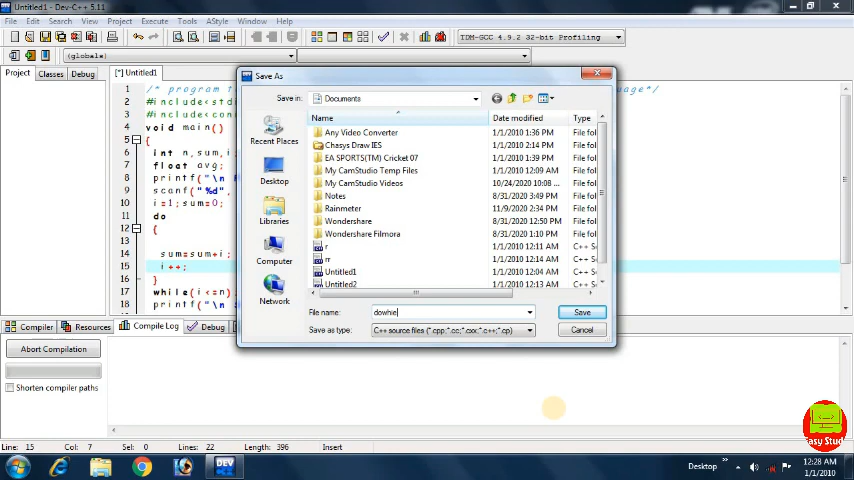 Untitled1 - Dev-C++ 5.11
File Edit Search View Project Execute Tools AStyle Window Help
TDM-GCC 4.9.2 32-bit Profiling
(globals)
Project Classes Debug [*] Untitled1
1 /* program t
2 #include<std
3 #include<con
4 void main()
5 {
6 int n,sum,i
7 float avg;
8 printf("\n
9 scanf("%d",
10 i=1;sum=0;
11 do
12 {
14 sum=sum+i;
15 i++;
16 }
17 while(i<=n)
18 printf("\n
Save As
Save in: Documents
Name Date modified Type
Recent Places
Desktop
Libraries
Computer
Network
Any Video Converter 1/1/2010 1:36 PM File fol
Chasys Draw IES 1/1/2010 2:14 PM File fol
EA SPORTS(TM) Cricket 07 1/1/2010 1:39 PM File fol
My CamStudio Temp Files 1/1/2010 12:09 AM File fol
My CamStudio Videos 10/24/2020 10:08 ... File fol
Notes 8/31/2020 3:49 PM File fol
Rainmeter 11/9/2020 2:34 PM File fol
Wondershare 8/31/2020 12:50 PM File fol
Wondershare Filmora 8/31/2020 1:10 PM File fol
r 1/1/2010 12:11 AM C++ S
rr 1/1/2010 12:14 AM C++ S
Untitled1 1/1/2010 12:04 AM C++ S
Untitled2 1/1/2010 12:13 AM C++ S
File name: dowhie Save
Save as type: C++ source files (*.cpp;*.cc;*.cxx;*.c++;*.cp) Cancel
uage*/
Compiler Resources Compile Log Debug
Abort Compilation
Shorten compiler paths
Line: 15 Col: 7 Sel: 0 Lines: 22 Length: 396 Insert
Easy Stud
DEV
Desktop
12:28 AM
1/1/2010